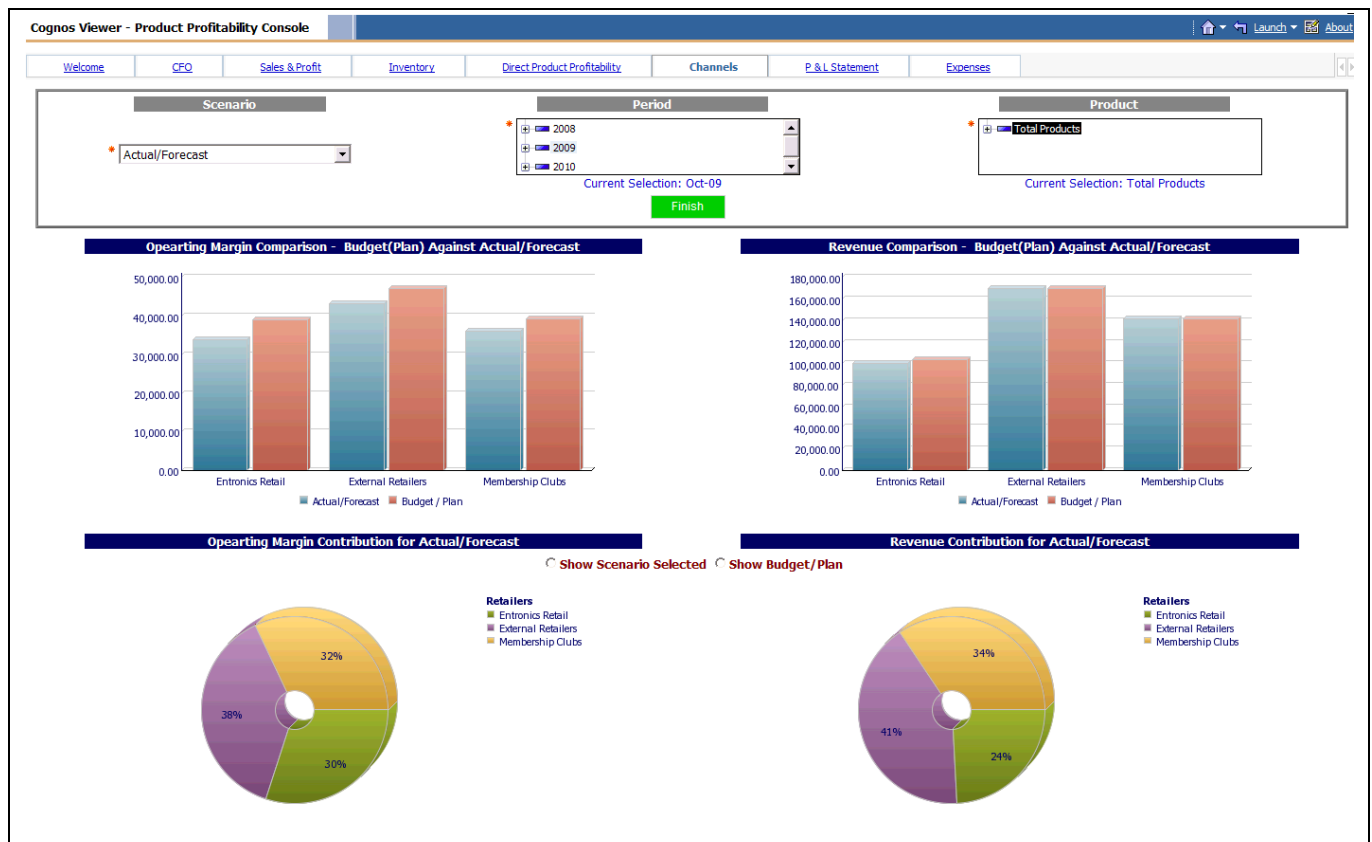 Cognos Viewer - Product Profitability Console
Launch
About
Welcome
CFO
Sales & Profit
Inventory
Direct Product Profitability
Channels
P & L Statement
Expenses
Scenario
Period
Product
* Actual/Forecast
* 2008
2009
2010
* Total Products
Current Selection: Oct-09
Current Selection: Total Products
Finish
Opearting Margin Comparison - Budget(Plan) Against Actual/Forecast
50,000.00
40,000.00
30,000.00
20,000.00
10,000.00
0.00
Entronics Retail
External Retailers
Membership Clubs
Actual/Forecast
Budget / Plan
Revenue Comparison - Budget(Plan) Against Actual/Forecast
180,000.00
160,000.00
140,000.00
120,000.00
100,000.00
80,000.00
60,000.00
40,000.00
20,000.00
0.00
Entronics Retail
External Retailers
Membership Clubs
Actual/Forecast
Budget / Plan
Opearting Margin Contribution for Actual/Forecast
Revenue Contribution for Actual/Forecast
Show Scenario Selected
Show Budget/Plan
Retailers
Entronics Retail
External Retailers
Membership Clubs
32%
38%
30%
Retailers
Entronics Retail
External Retailers
Membership Clubs
34%
41%
24%